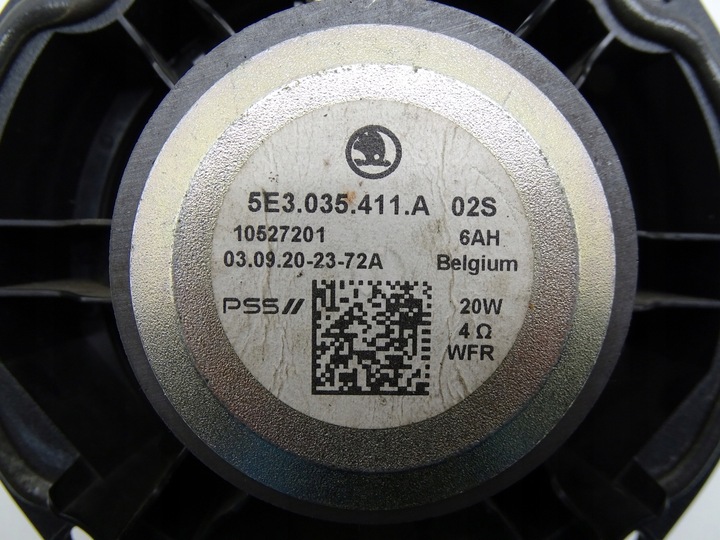 5E3.035.411.A 02S
10527201 6AH
03.09.20-23-72A Belgium
PSS// 20W
4 Ω
WFR